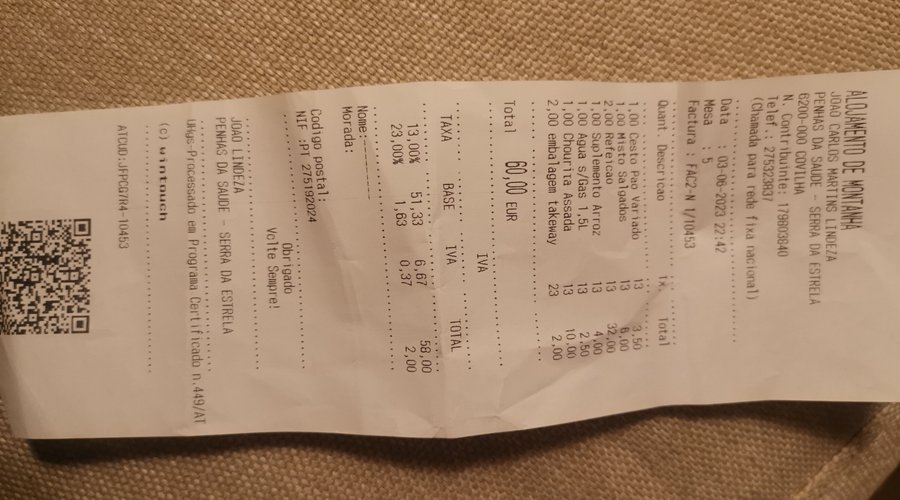 ALOJAMENTO DE MONTANHA
JOAO CARLOS MARTINS LINDEZA
PENHAS DA SAUDE - SERRA DA ESTRELA
6200-000 COVILHA
N. Contribuinte: 179803640
Telef.: 275323837
(Chamada para rede fixa nacional)
Data : 03-06-2023 22:42
Mesa : 5
Factura : FAC2-N 1/10453
Quant. Descricao Total
1,00 Cesto Pao Variado 13 3,50
1,00 Misto Salgados 13 6,00
2,00 Refeicao 13 32,00
1,00 Suplemento Arroz 13 4,00
1,00 Agua s/Gas 1,5L 13 2,50
1,00 Chourita Assada 13 10,00
2,00 embalagem takeway 23 2,00
Total 60,00 EUR
IVA
TAXA BASE IVA TOTAL
13,00% 51,33 6,67 58,00
23,00% 1,63 0,37 2,00
Nome:
Morada:
Codigo postal:
NIF :PT 275192024
Obrigado
Volte Sempre!
JOAO LINDEZA
PENHAS DA SAUDE - SERRA DA ESTRELA
-Processado em Programa Certificado n.449/AT
(c) wintouch
ATCUD:JFPCG7R4-10453